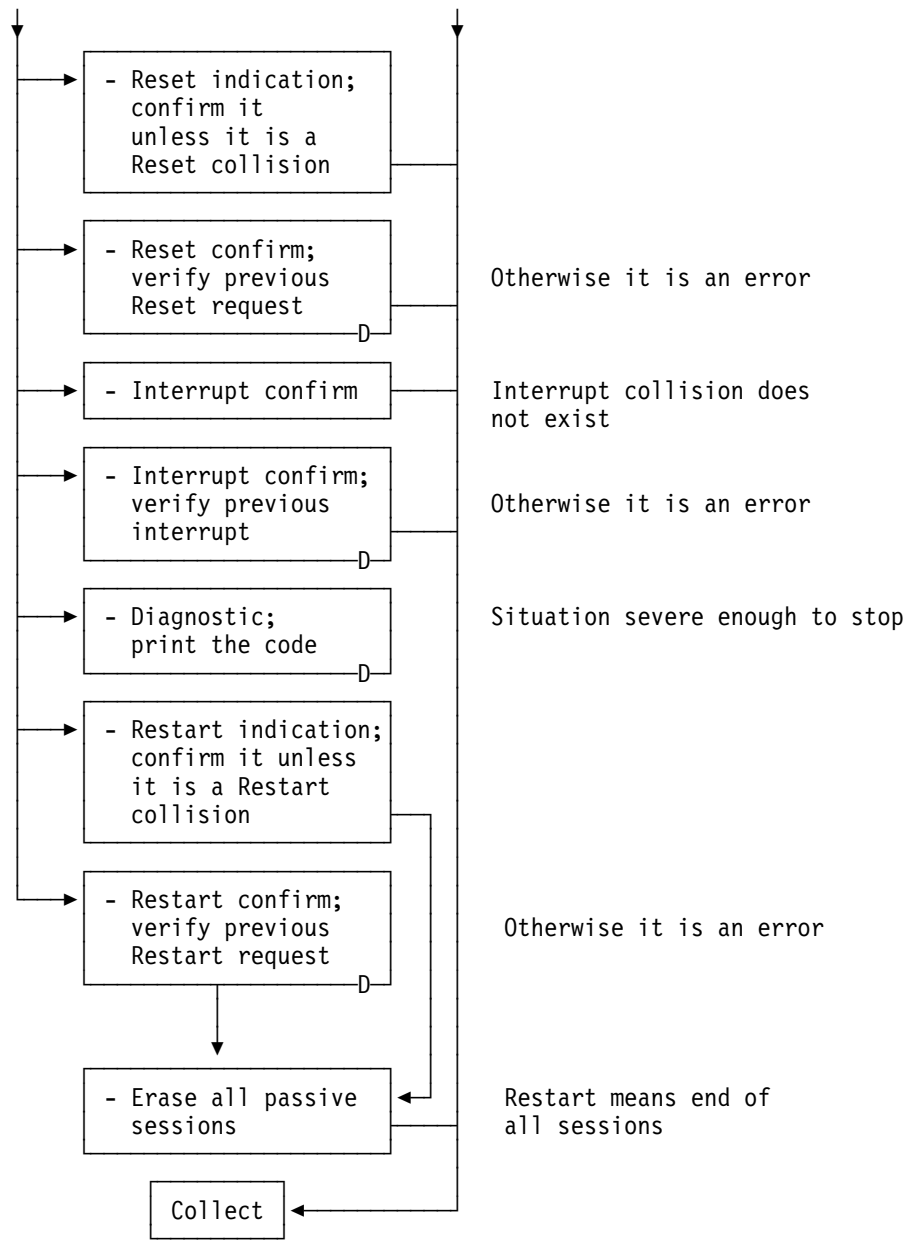 - Reset indication;
confirm it
unless it is a
Reset collision
- Reset confirm;
verify previous
Reset request
D
Otherwise it is an error
- Interrupt confirm
Interrupt collision does
not exist
- Interrupt confirm;
verify previous
interrupt
D
Otherwise it is an error
- Diagnostic;
print the code
D
Situation severe enough to stop
- Restart indication;
confirm it unless
it is a Restart
collision
- Restart confirm;
verify previous
Restart request
D
Otherwise it is an error
- Erase all passive
sessions
Restart means end of
all sessions
Collect